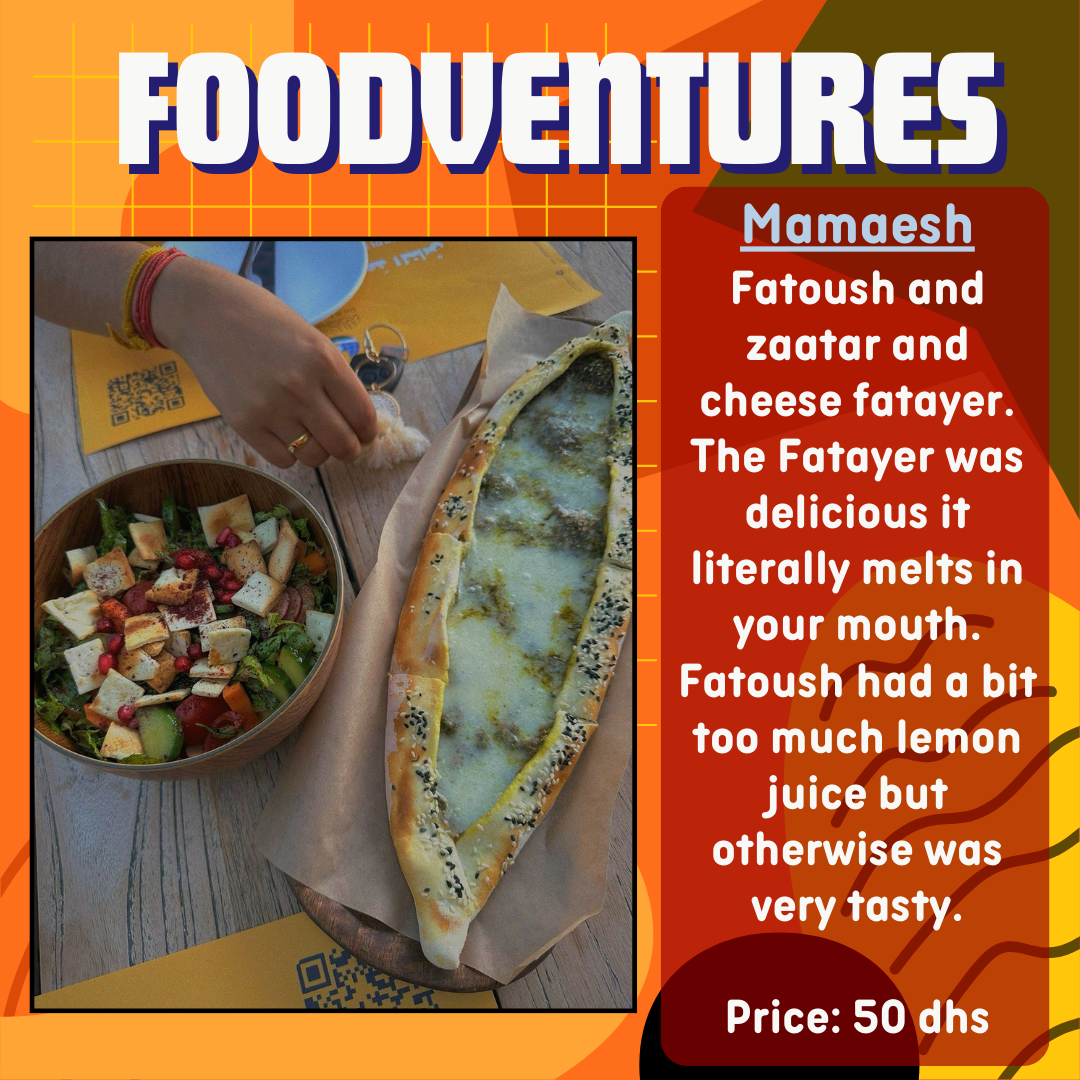 FOODVENTURES
Mamaesh
Fatoush and
zaatar and
cheese fatayer.
The Fatayer was
delicious it
literally melts in
your mouth.
Fatoush had a bit
too much lemon
juice but
otherwise was
very tasty.
Price: 50 dhs